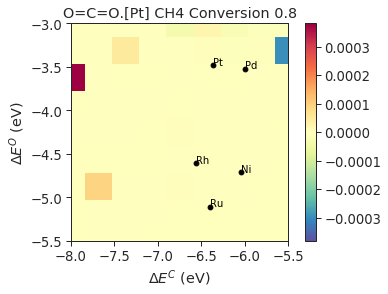 O=C=O.[Pt] CH4 Conversion 0.8
−3.0
−3.5
−4.0
−4.5
−5.0
−5.5
ΔE^O (eV)
Pt
Pd
Rh
Ni
Ru
−8.0 −7.5 −7.0 −6.5 −6.0 −5.5
ΔE^C (eV)
0.0003
0.0002
0.0001
0.0000
−0.0001
−0.0002
−0.0003